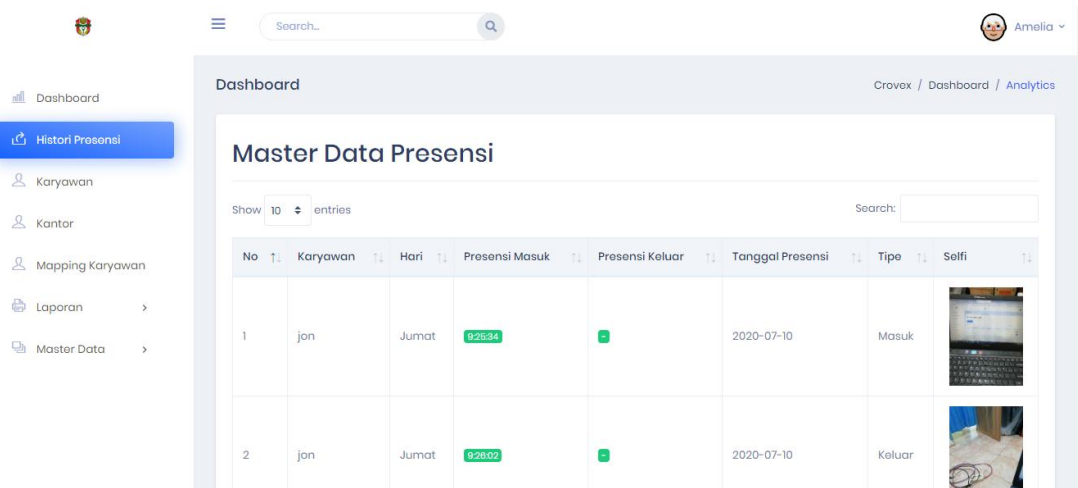 Search...
Amelia
Dashboard
Crovex / Dashboard / Analytics
Dashboard
Histori Presensi
Karyawan
Kantor
Mapping Karyawan
Laporan
Master Data
Master Data Presensi
Show 10 entries
Search:
No Karyawan Hari Presensi Masuk Presensi Keluar Tanggal Presensi Tipe Selfi
1 jon Jumat 9:25:34 - 2020-07-10 Masuk
2 jon Jumat 9:26:02 - 2020-07-10 Keluar